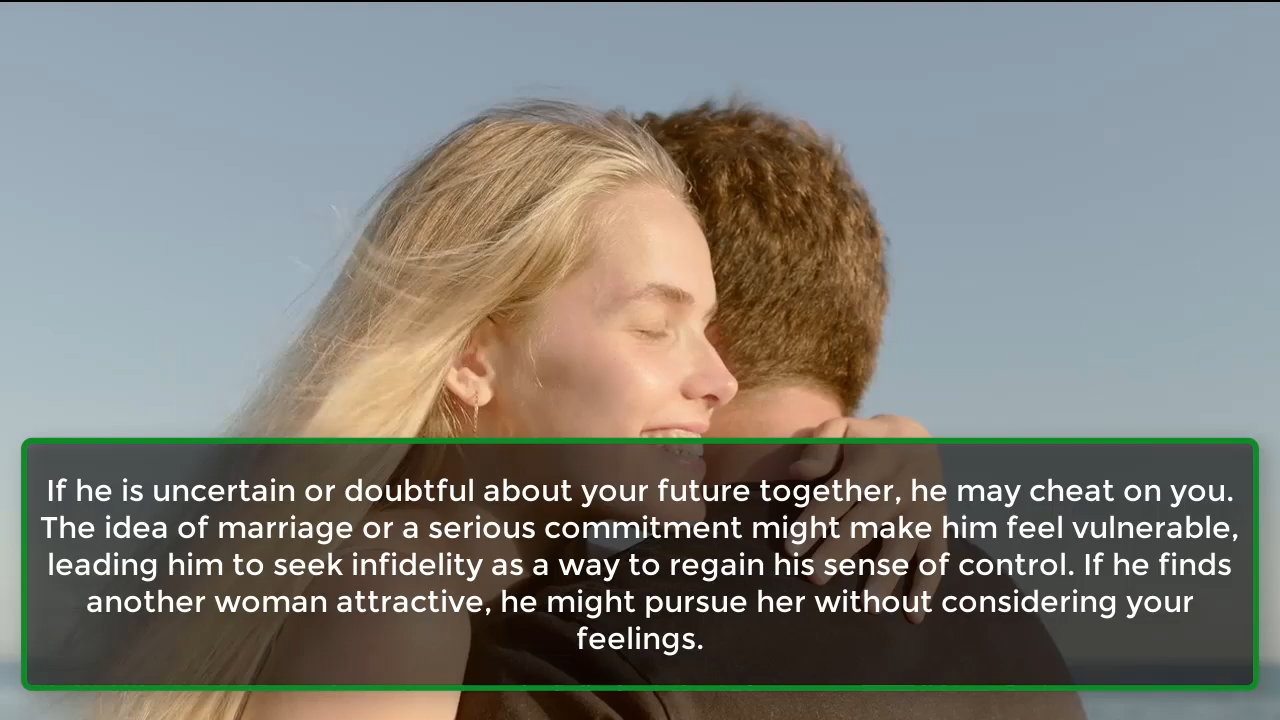 If he is uncertain or doubtful about your future together, he may cheat on you.
The idea of marriage or a serious commitment might make him feel vulnerable,
leading him to seek infidelity as a way to regain his sense of control. If he finds
another woman attractive, he might pursue her without considering your
feelings.